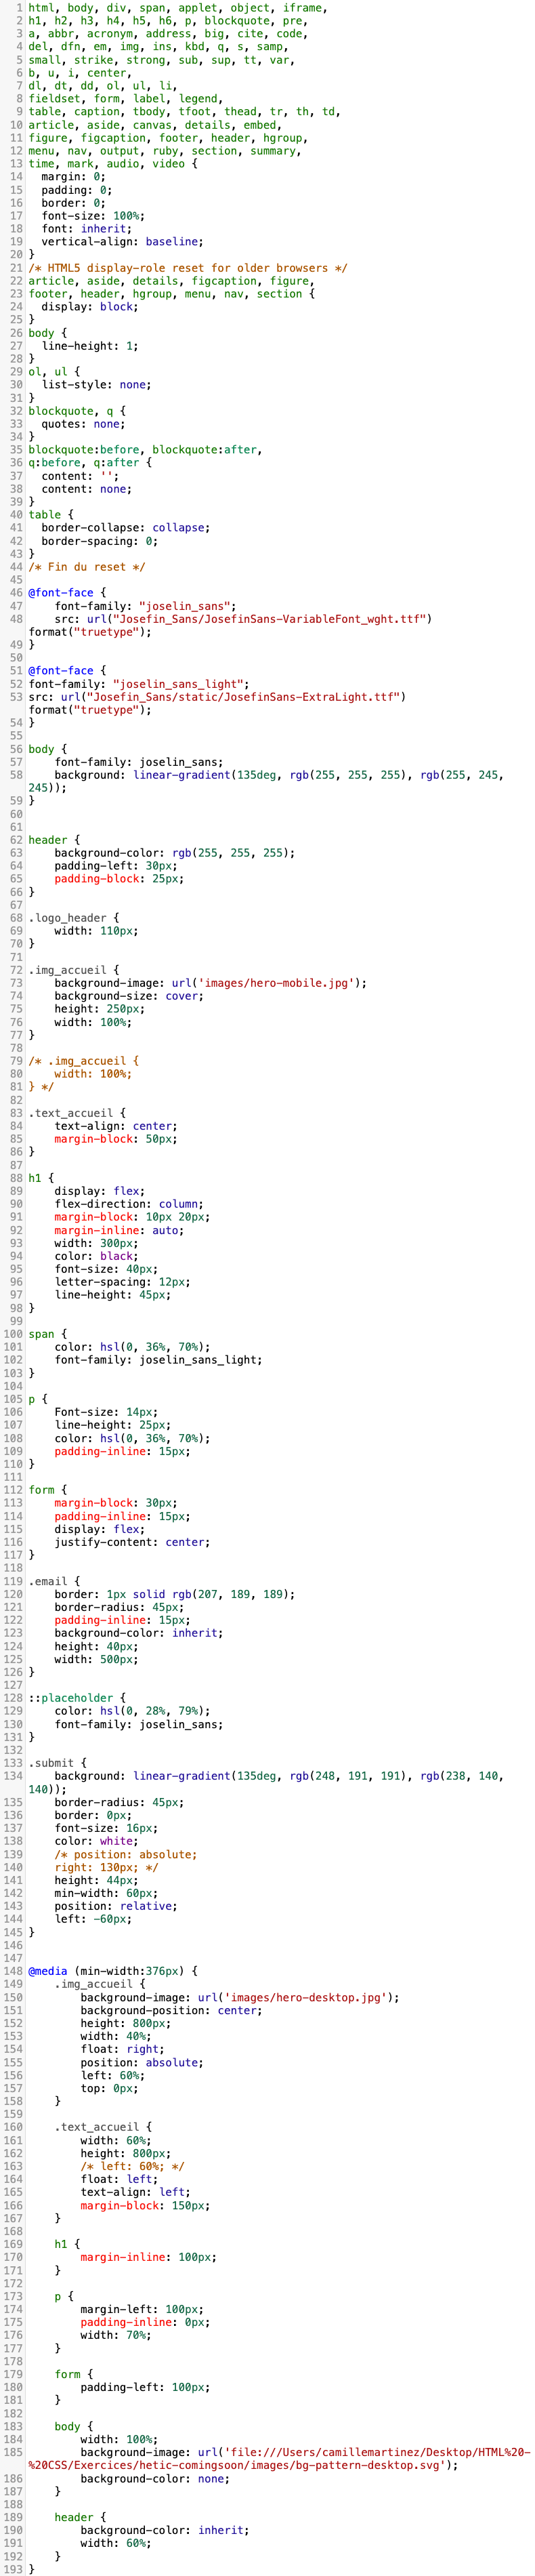 1 html, body, div, span, applet, object, iframe,
2 h1, h2, h3, h4, h5, h6, p, blockquote, pre,
3 a, abbr, acronym, address, big, cite, code,
4 del, dfn, em, img, ins, kbd, q, s, samp,
5 small, strike, strong, sub, sup, tt, var,
6 b, u, i, center,
7 dl, dt, dd, ol, ul, li,
8 fieldset, form, label, legend,
9 table, caption, tbody, tfoot, thead, tr, th, td,
10 article, aside, canvas, details, embed,
11 figure, figcaption, footer, header, hgroup,
12 menu, nav, output, ruby, section, summary,
13 time, mark, audio, video {
14 margin: 0;
15 padding: 0;
16 border: 0;
17 font-size: 100%;
18 font: inherit;
19 vertical-align: baseline;
20 }
21 /* HTML5 display-role reset for older browsers */
22 article, aside, details, figcaption, figure,
23 footer, header, hgroup, menu, nav, section {
24 display: block;
25 }
26 body {
27 line-height: 1;
28 }
29 ol, ul {
30 list-style: none;
31 }
32 blockquote, q {
33 quotes: none;
34 }
35 blockquote:before, blockquote:after,
36 q:before, q:after {
37 content: '';
38 content: none;
39 }
40 table {
41 border-collapse: collapse;
42 border-spacing: 0;
43 }
44 /* Fin du reset */
45
46 @font-face {
47 font-family: "joselin_sans";
48 src: url("Josefin_Sans/JosefinSans-VariableFont_wght.ttf")
format("truetype");
49 }
50
51 @font-face {
52 font-family: "joselin_sans_light";
53 src: url("Josefin_Sans/static/JosefinSans-ExtraLight.ttf")
format("truetype");
54 }
55
56 body {
57 font-family: joselin_sans;
58 background: linear-gradient(135deg, rgb(255, 255, 255), rgb(255, 245,
245));
59 }
60
61
62 header {
63 background-color: rgb(255, 255, 255);
64 padding-left: 30px;
65 padding-block: 25px;
66 }
67
68 .logo_header {
69 width: 110px;
70 }
71
72 .img_accueil {
73 background-image: url('images/hero-mobile.jpg');
74 background-size: cover;
75 height: 250px;
76 width: 100%;
77 }
78
79 /* .img_accueil {
80 width: 100%;
81 } */
82
83 .text_accueil {
84 text-align: center;
85 margin-block: 50px;
86 }
87
88 h1 {
89 display: flex;
90 flex-direction: column;
91 margin-block: 10px 20px;
92 margin-inline: auto;
93 width: 300px;
94 color: black;
95 font-size: 40px;
96 letter-spacing: 12px;
97 line-height: 45px;
98 }
99
100 span {
101 color: hsl(0, 36%, 70%);
102 font-family: joselin_sans_light;
103 }
104
105 p {
106 Font-size: 14px;
107 line-height: 25px;
108 color: hsl(0, 36%, 70%);
109 padding-inline: 15px;
110 }
111
112 form {
113 margin-block: 30px;
114 padding-inline: 15px;
115 display: flex;
116 justify-content: center;
117 }
118
119 .email {
120 border: 1px solid rgb(207, 189, 189);
121 border-radius: 45px;
122 padding-inline: 15px;
123 background-color: inherit;
124 height: 40px;
125 width: 500px;
126 }
127
128 ::placeholder {
129 color: hsl(0, 28%, 79%);
130 font-family: joselin_sans;
131 }
132
133 .submit {
134 background: linear-gradient(135deg, rgb(248, 191, 191), rgb(238, 140,
140));
135 border-radius: 45px;
136 border: 0px;
137 font-size: 16px;
138 color: white;
139 /* position: absolute;
140 right: 130px; */
141 height: 44px;
142 min-width: 60px;
143 position: relative;
144 left: -60px;
145 }
146
147
148 @media (min-width:376px) {
149 .img_accueil {
150 background-image: url('images/hero-desktop.jpg');
151 background-position: center;
152 height: 800px;
153 width: 40%;
154 float: right;
155 position: absolute;
156 left: 60%;
157 top: 0px;
158 }
159
160 .text_accueil {
161 width: 60%;
162 height: 800px;
163 /* left: 60%; */
164 float: left;
165 text-align: left;
166 margin-block: 150px;
167 }
168
169 h1 {
170 margin-inline: 100px;
171 }
172
173 p {
174 margin-left: 100px;
175 padding-inline: 0px;
176 width: 70%;
177 }
178
179 form {
180 padding-left: 100px;
181 }
182
183 body {
184 width: 100%;
185 background-image: url('file:///Users/camillemartinez/Desktop/HTML%20-
%20CSS/Exercices/hetic-comingsoon/images/bg-pattern-desktop.svg');
186 background-color: none;
187 }
188
189 header {
190 background-color: inherit;
191 width: 60%;
192 }
193 }